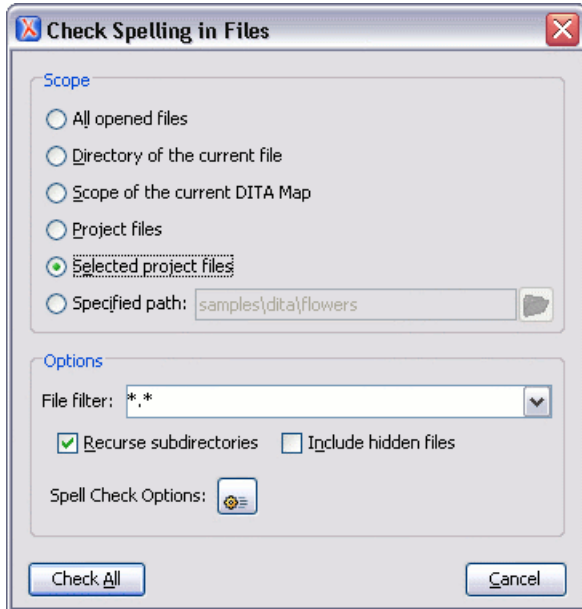 Check Spelling in Files
Scope
All opened files
Directory of the current file
Scope of the current DITA Map
Project files
Selected project files
Specified path: samples\dita\flowers
Options
File filter: *.*
Recurse subdirectories Include hidden files
Spell Check Options:
Check All Cancel